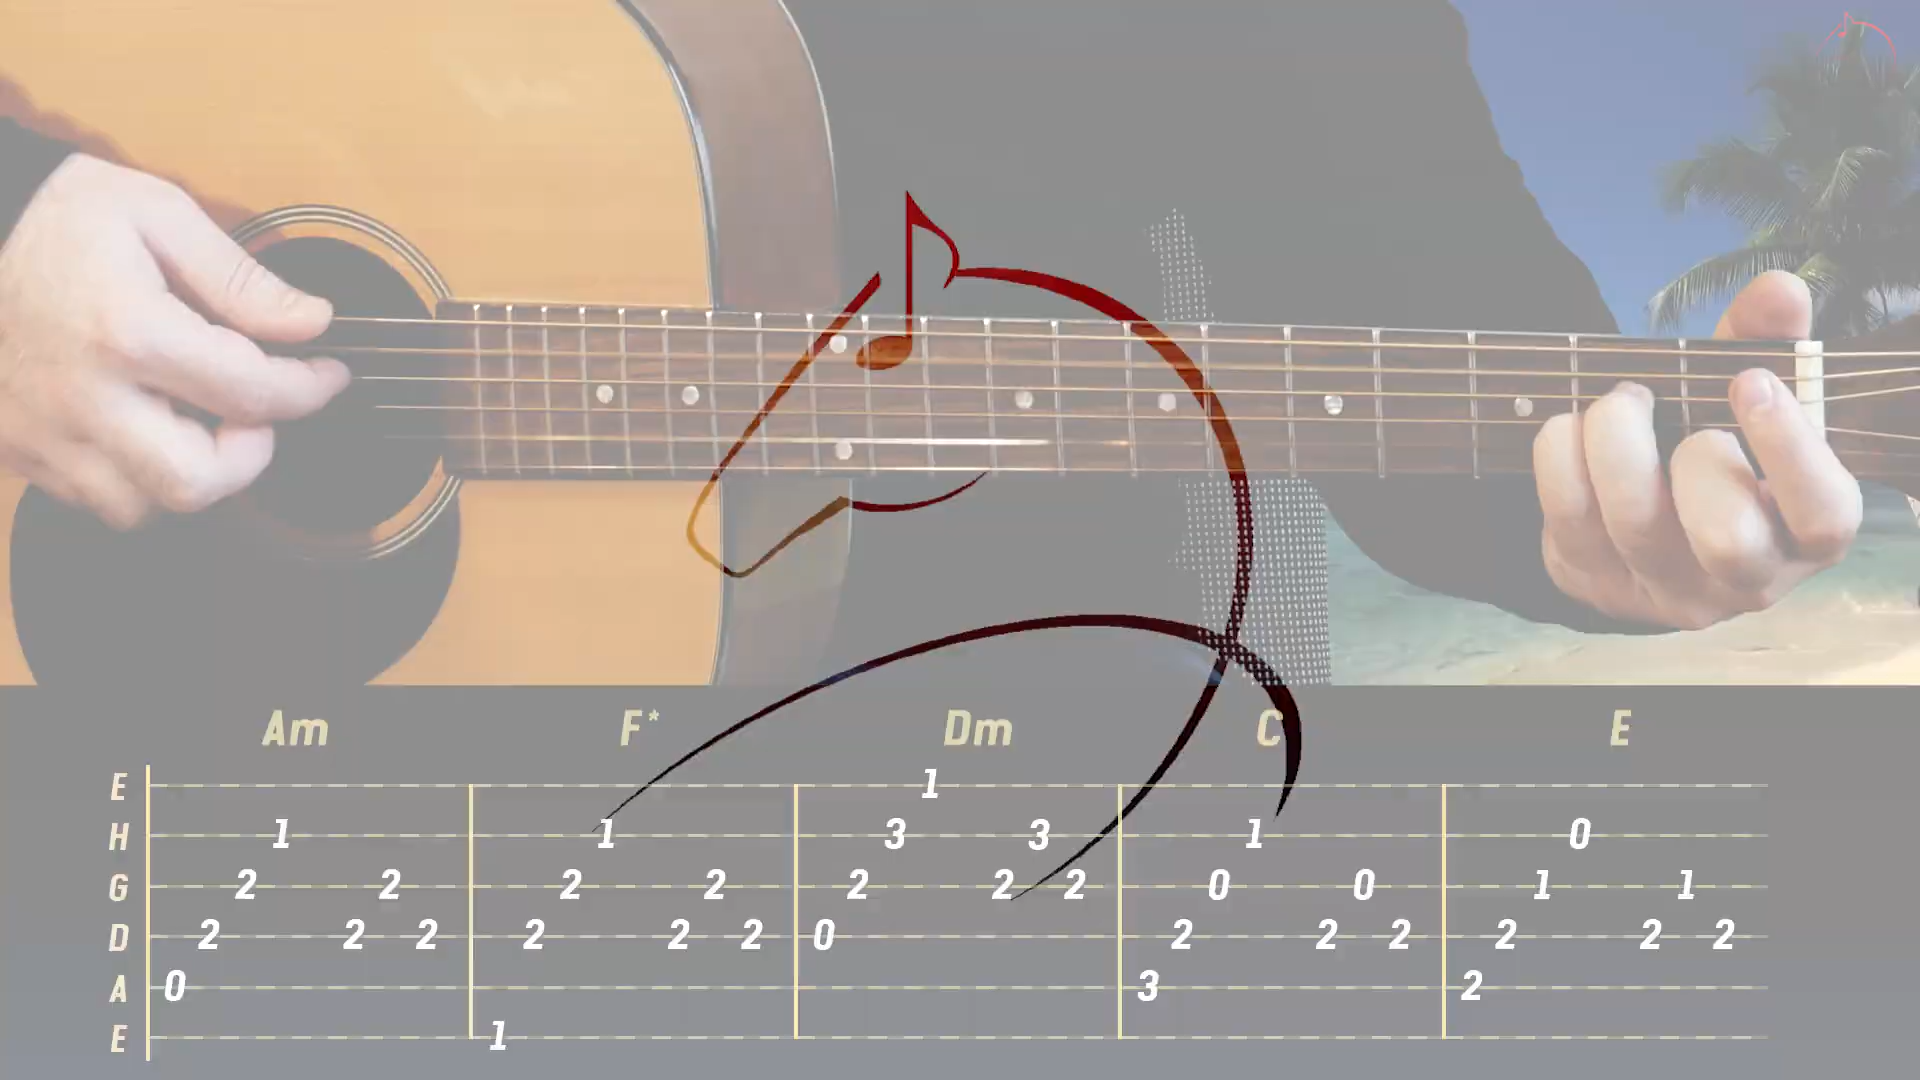 Am F* Dm C E
E 1
H 1 1 3 3 1 0
G 2 2 2 2 2 2 2 0 0 1 1
D 2 2 2 2 2 2 0 2 2 2 2 2 2
A 0 3 2
E 1